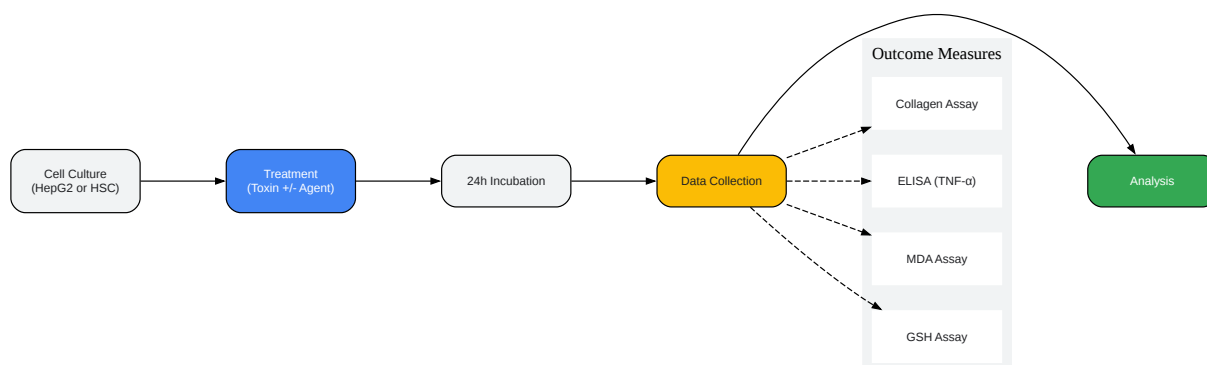 Cell Culture
(HepG2 or HSC)
Treatment
(Toxin +/- Agent)
24h Incubation
Data Collection
Outcome Measures
Collagen Assay
ELISA (TNF-α)
MDA Assay
GSH Assay
Analysis